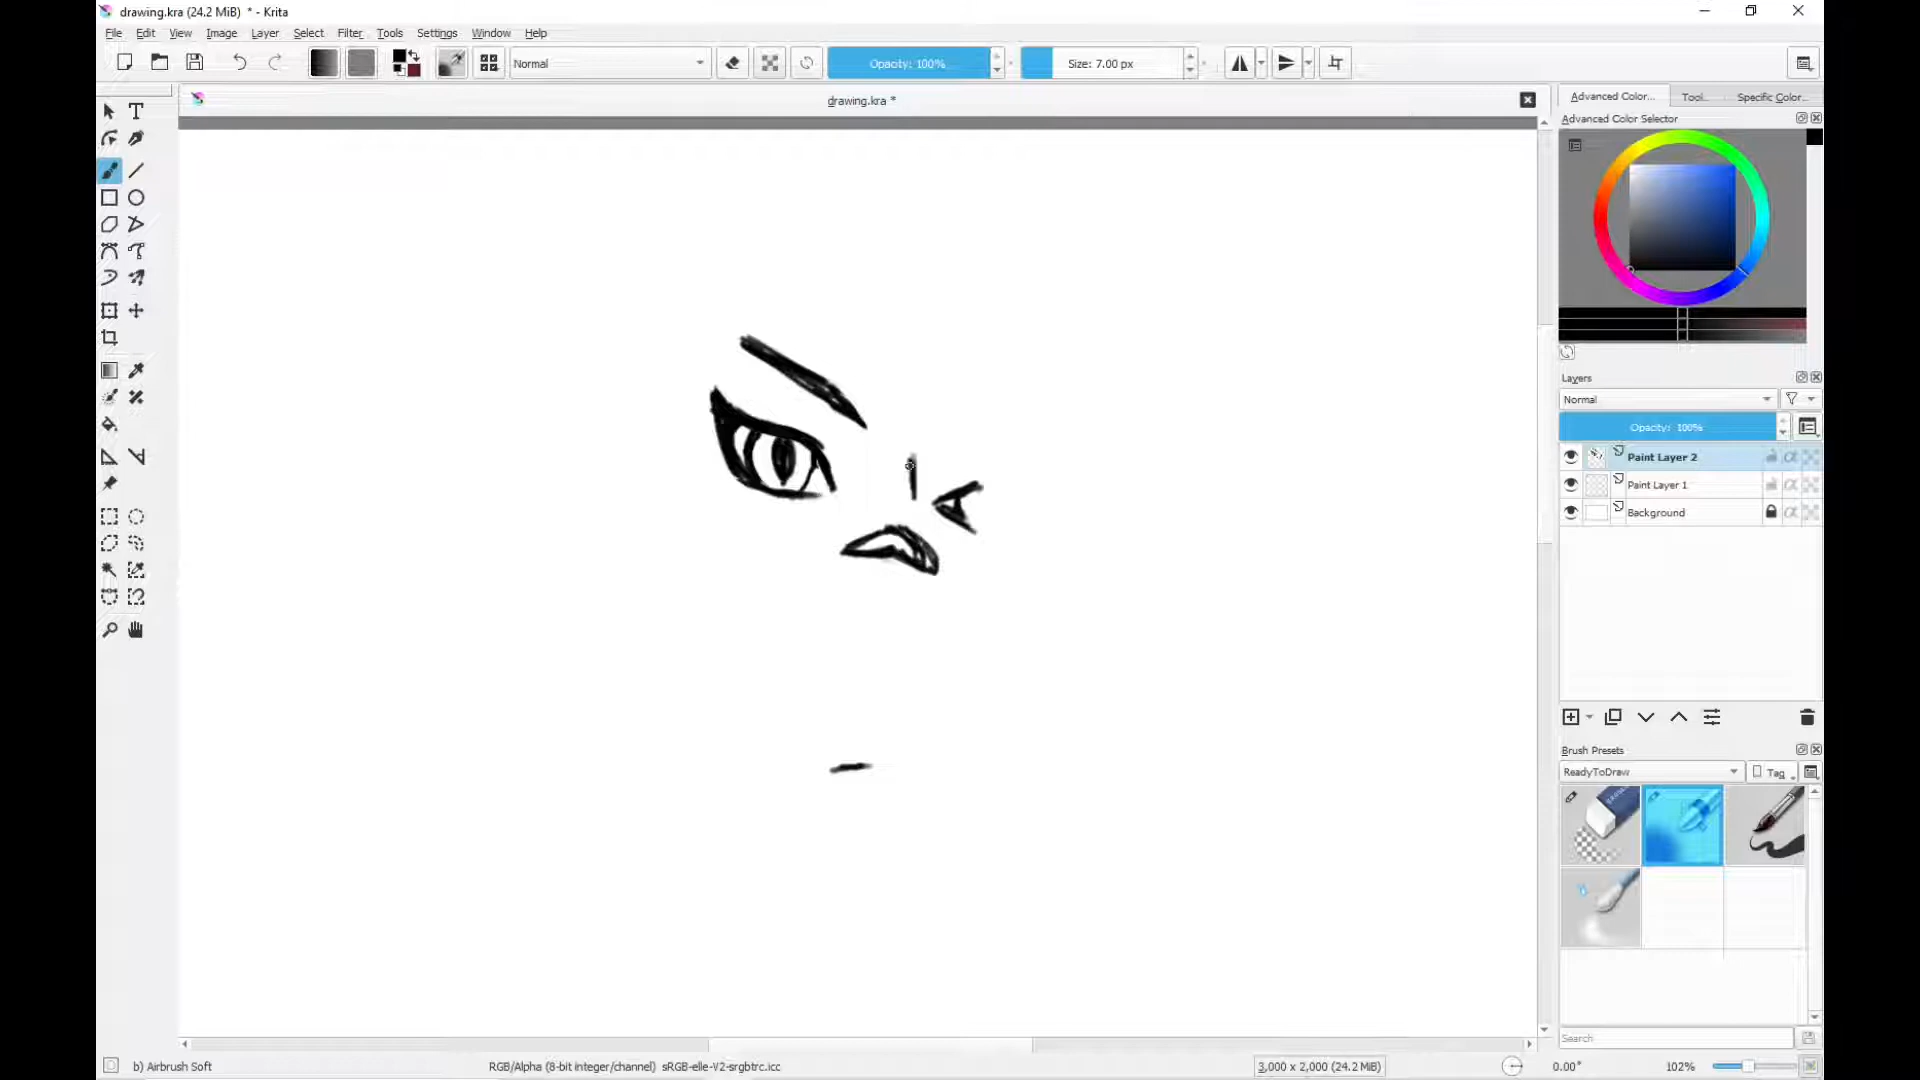 drawing.kra (24.2 MiB) * - Krita
File Edit View Image Layer Select Filter Tools Settings Window Help
Normal Opacity: 100% Size: 7.00 px
drawing.kra *
Advanced Color... Tool... Specific Color...
Advanced Color Selector
Layers
Normal
Opacity: 100%
Paint Layer 2
Paint Layer 1
Background
Brush Presets
ReadyToDraw Tag
Search
b) Airbrush Soft RGB/Alpha (8-bit integer/channel) sRGB-elle-V2-srgbtrc.icc 3,000 x 2,000 (24.2 MiB) 0.00° 102%